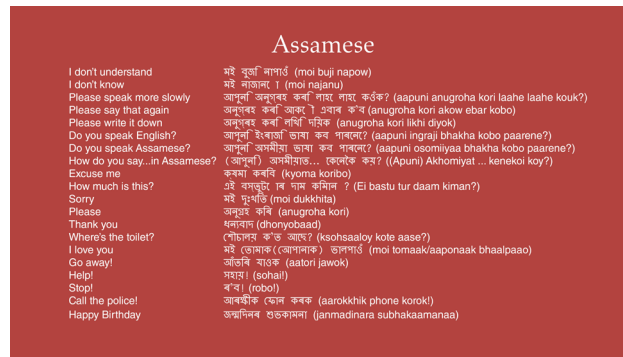 Assamese
I don't understand মই বুজি নাপাওঁ (moi buji napow)
I don't know মই নাজানো (moi najanu)
Please speak more slowly আপুনি অনুগ্ৰহ কৰি লাহে লাহে কওঁক? (aapuni anugroha kori laahe laahe kouk?)
Please say that again অনুগ্ৰহ কৰি আকৌ এবাৰ ক'ব (anugroha kori akow ebar kobo)
Please write it down অনুগ্ৰহ কৰি লিখি দিয়ক (anugroha kori likhi diyok)
Do you speak English? আপুনি ইংৰাজি ভাষা কব পাৰেনে? (aapuni ingraji bhakha kobo paarene?)
Do you speak Assamese? আপুনি অসমীয়া ভাষা কব পাৰেনে? (aapuni osomiiyaa bhakha kobo paarene?)
How do you say...in Assamese? (আপুনি) অসমীয়াত... কেনেকৈ কয়? ((Apuni) Akhomiyat ... kenekoi koy?)
Excuse me ক্ষমা কৰিব (kyoma koribo)
How much is this? এই বস্তুটোৰ দাম কিমান ? (Ei bastu tur daam kiman?)
Sorry মই দুঃখিত (moi dukkhita)
Please অনুগ্ৰহ কৰি (anugroha kori)
Thank you ধন্যবাদ (dhonyobaad)
Where's the toilet? শৌচালয় ক'ত আছে? (ksohsaaloy kote aase?)
I love you মই তোমাক(আপোনাক) ভালপাওঁ (moi tomaak/aaponaak bhaalpaao)
Go away! আঁতৰি যাওক (aatori jawok)
Help! সহায়! (sohai!)
Stop! ৰ'ব! (robo!)
Call the police! আৰক্ষীক ফোন কৰক (aarokkhik phone korok!)
Happy Birthday জন্মদিনৰ শুভকামনা (janmadinara subhakaamanaa)